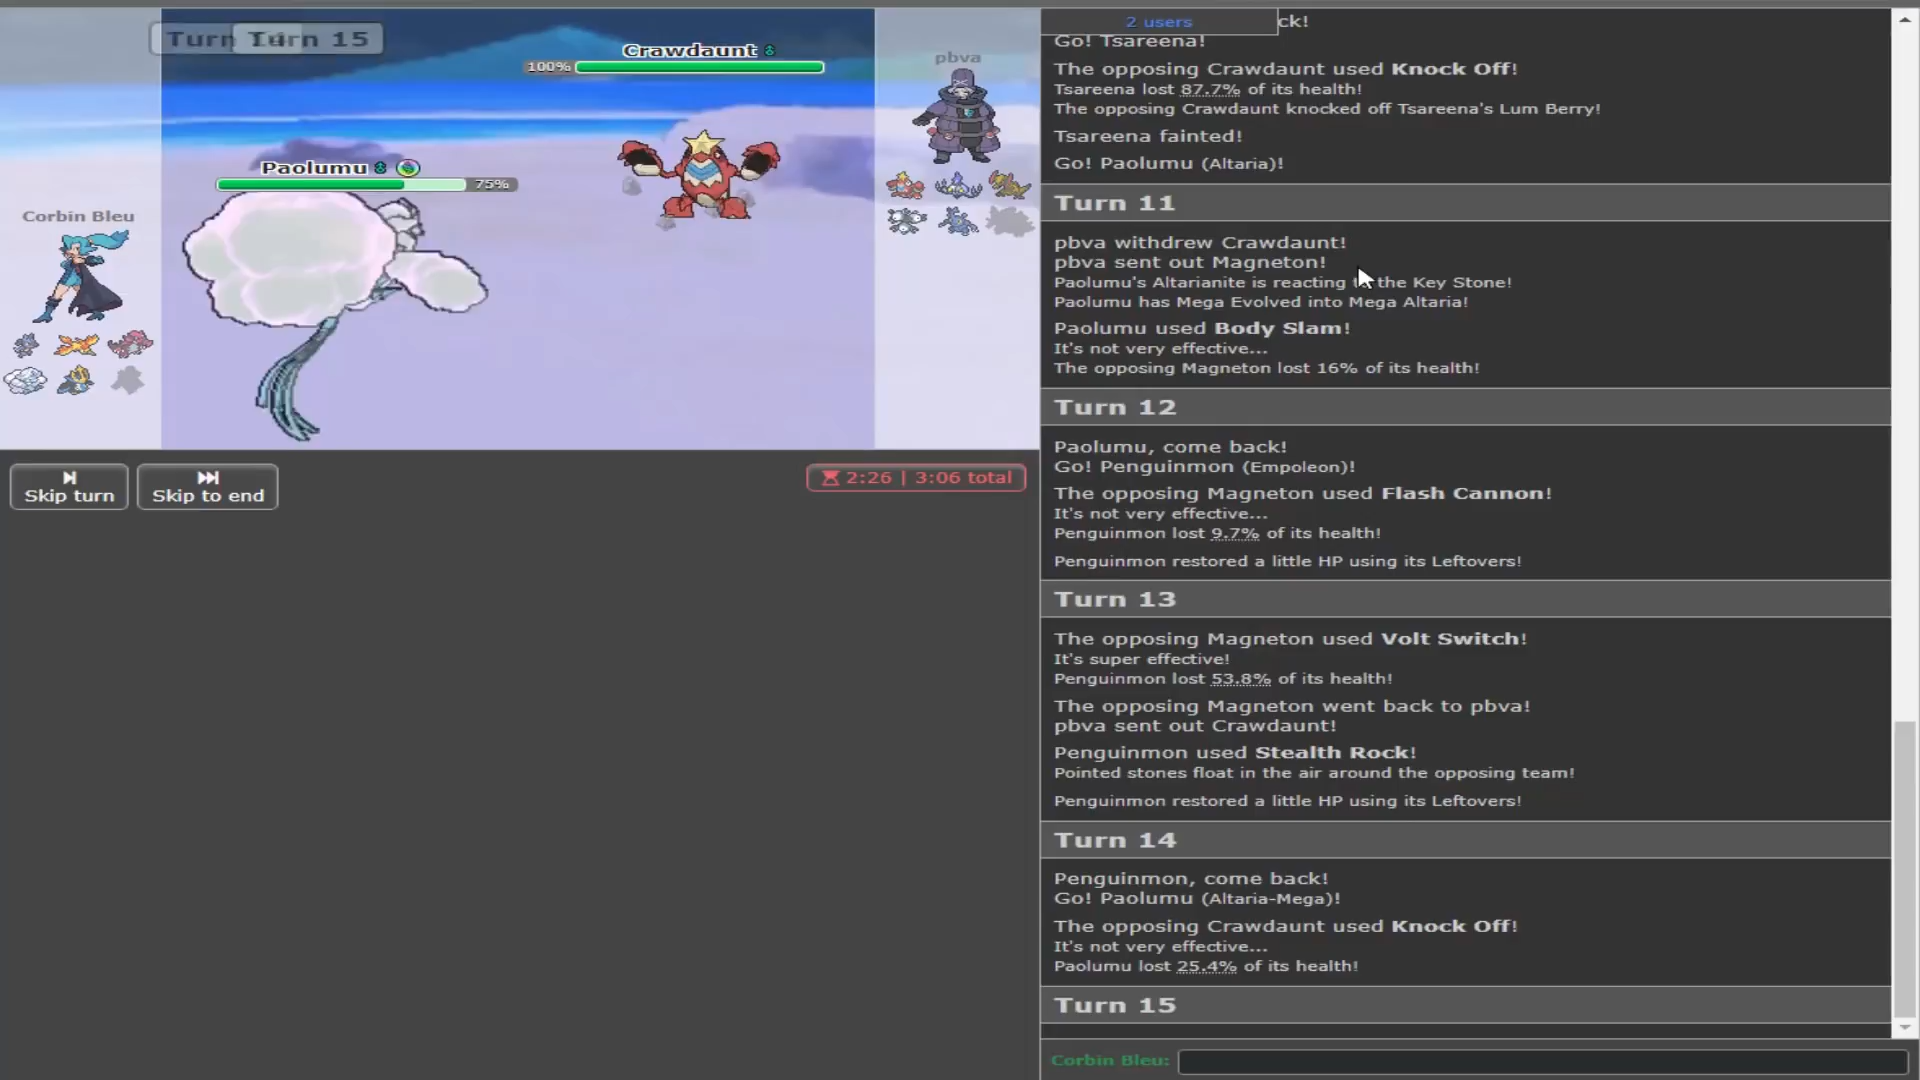 Turn Turn 15
Crawdaunt
100%
Paolumu
75%
Corbin Bleu
pbva
Skip turn
Skip to end
2:26 | 3:06 total
2 users
ck!
Go! Tsareena!
The opposing Crawdaunt used Knock Off!
Tsareena lost 87.7% of its health!
The opposing Crawdaunt knocked off Tsareena's Lum Berry!
Tsareena fainted!
Go! Paolumu (Altaria)!
Turn 11
pbva withdrew Crawdaunt!
pbva sent out Magneton!
Paolumu's Altarianite is reacting to the Key Stone!
Paolumu has Mega Evolved into Mega Altaria!
Paolumu used Body Slam!
It's not very effective...
The opposing Magneton lost 16% of its health!
Turn 12
Paolumu, come back!
Go! Penguinmon (Empoleon)!
The opposing Magneton used Flash Cannon!
It's not very effective...
Penguinmon lost 9.7% of its health!
Penguinmon restored a little HP using its Leftovers!
Turn 13
The opposing Magneton used Volt Switch!
It's super effective!
Penguinmon lost 53.8% of its health!
The opposing Magneton went back to pbva!
pbva sent out Crawdaunt!
Penguinmon used Stealth Rock!
Pointed stones float in the air around the opposing team!
Penguinmon restored a little HP using its Leftovers!
Turn 14
Penguinmon, come back!
Go! Paolumu (Altaria-Mega)!
The opposing Crawdaunt used Knock Off!
It's not very effective...
Paolumu lost 25.4% of its health!
Turn 15
Corbin Bleu: